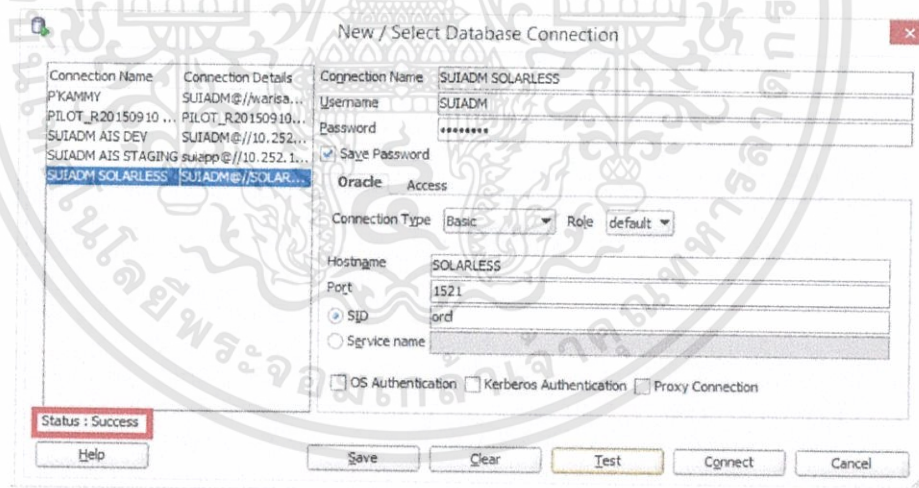 New / Select Database Connection
Connection Name Connection Details
P'KAMMY SUIADM@//warisa...
PILOT_R20150910 ... PILOT_R20150910...
SUIADM AIS DEV SUIADM@//10.252...
SUIADM AIS STAGING suiapp@//10.252.1...
SUIADM SOLARLESS SUIADM@//SOLAR...
Connection Name SUIADM SOLARLESS
Username SUIADM
Password ••••••••
Save Password
Oracle Access
Connection Type Basic Role default
Hostname SOLARLESS
Port 1521
SID orcl
Service name
OS Authentication Kerberos Authentication Proxy Connection
Status : Success
Help Save Clear Test Connect Cancel